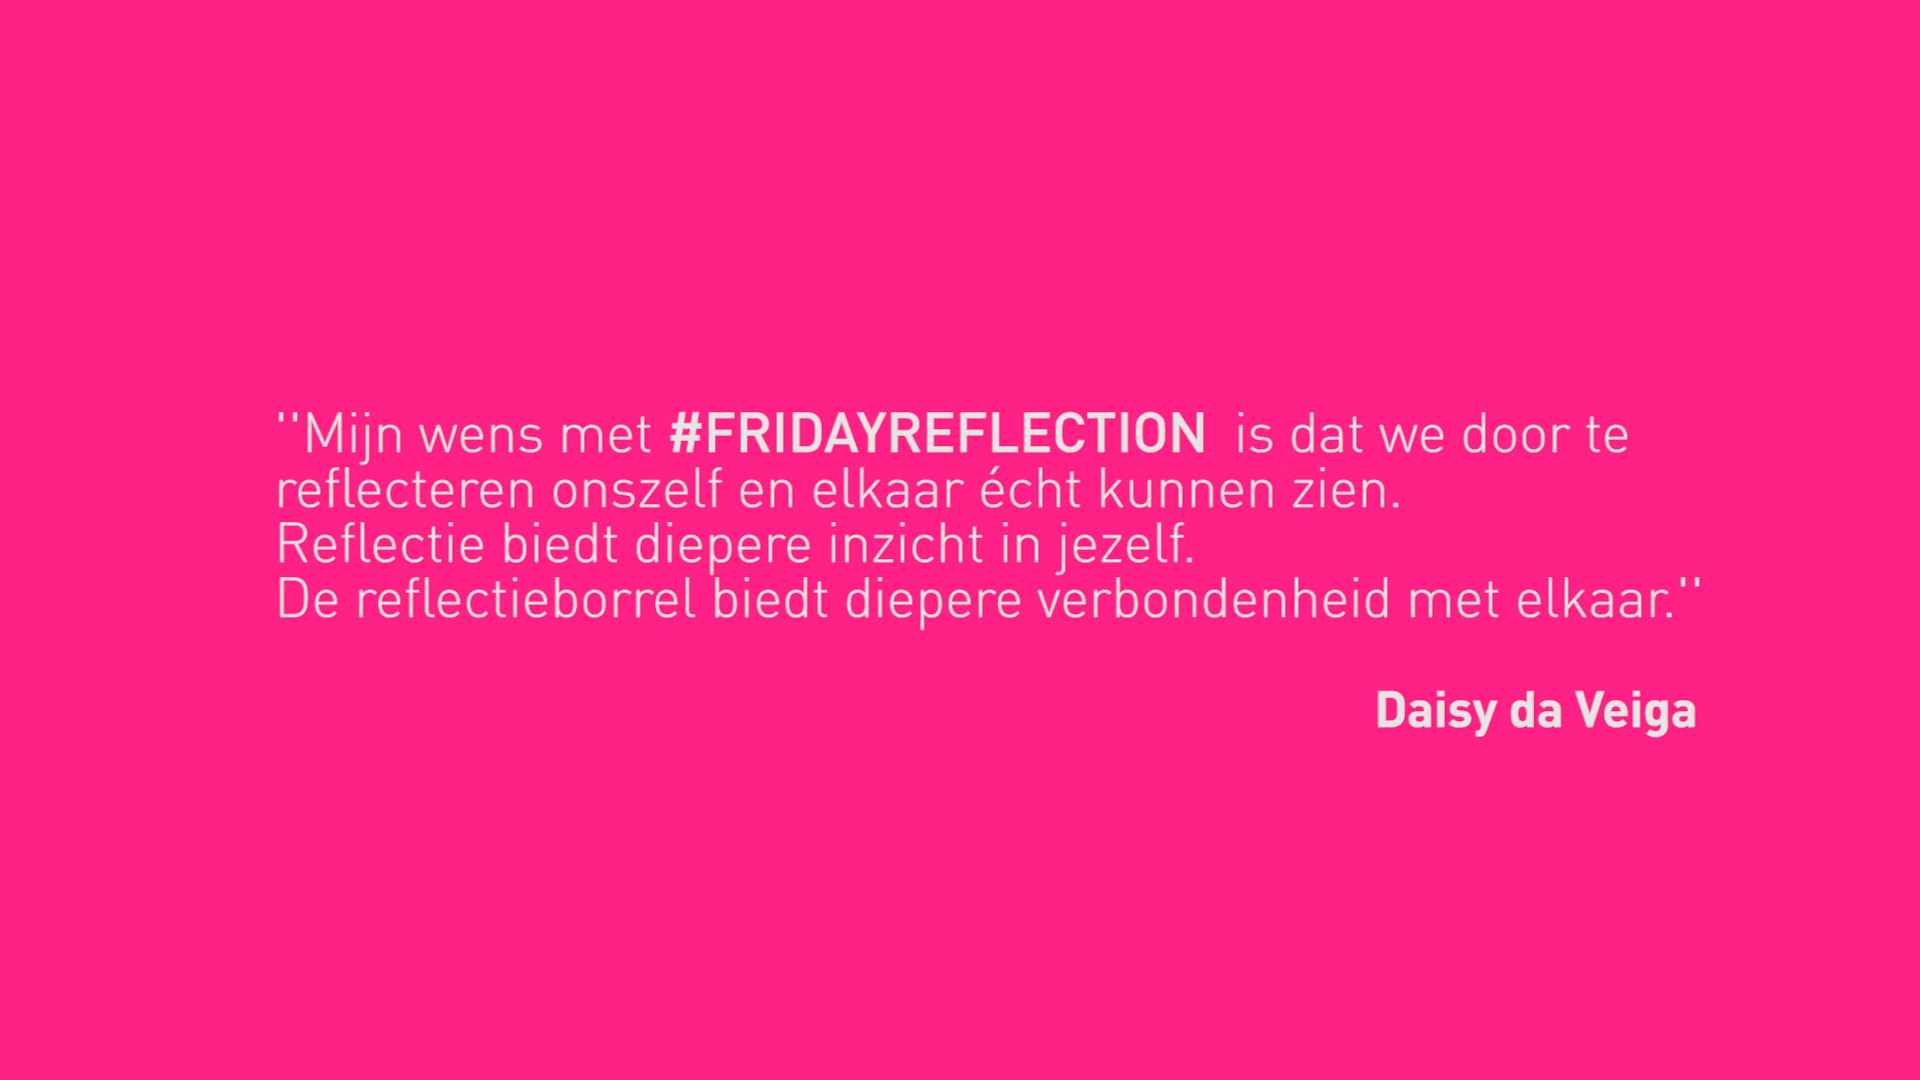 ''Mijn wens met #FRIDAYREFLECTION is dat we door te
reflecteren onszelf en elkaar écht kunnen zien.
Reflectie biedt diepere inzicht in jezelf.
De reflectieborrel biedt diepere verbondenheid met elkaar.''
Daisy da Veiga